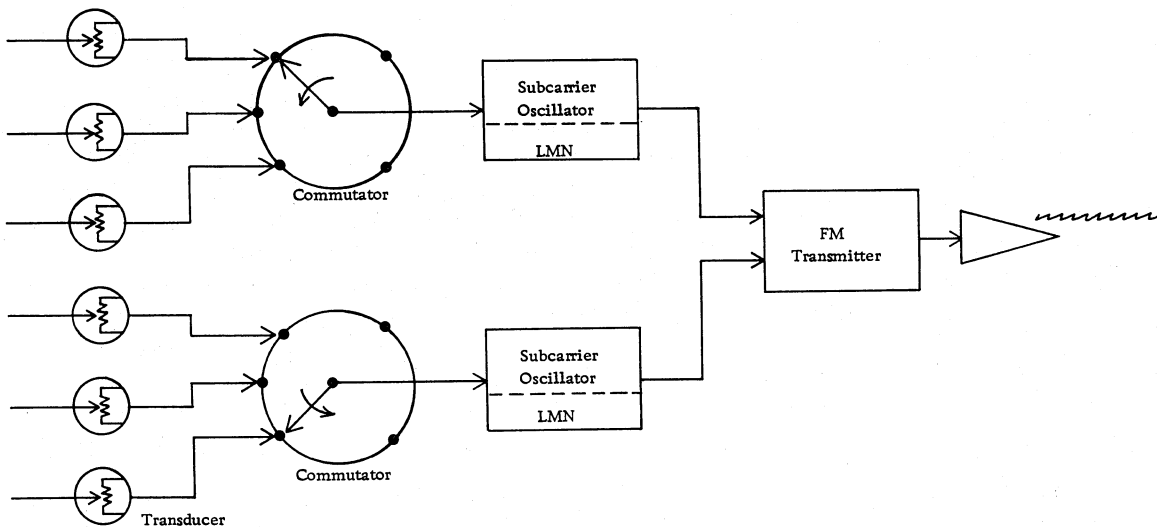 Subcarrier
Oscillator
LMN
Commutator
FM
Transmitter
Subcarrier
Oscillator
LMN
Commutator
Transducer